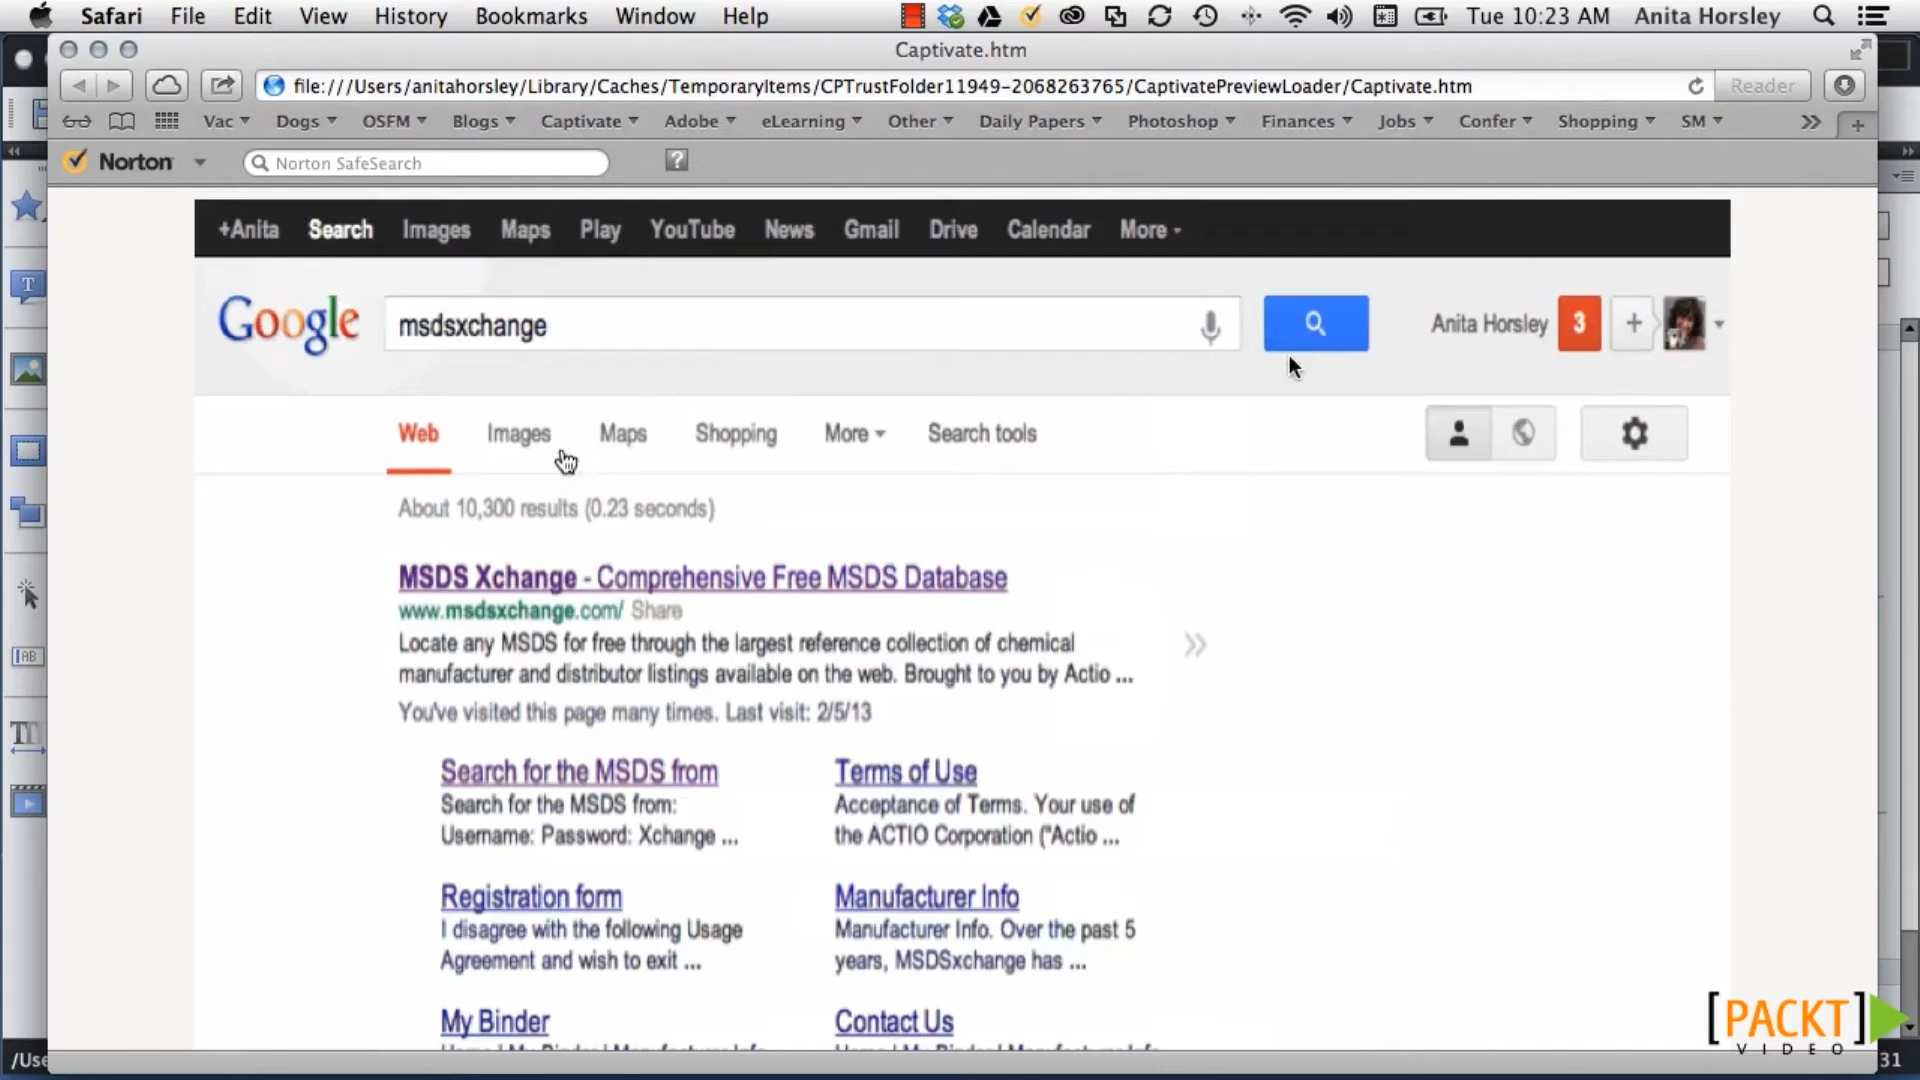 Safari File Edit View History Bookmarks Window Help Tue 10:23 AM Anita Horsley
Captivate.htm
file:///Users/anitahorsley/Library/Caches/TemporaryItems/CPTrustFolder11949-2068263765/CaptivatePreviewLoader/Captivate.htm Reader
Vac Dogs OSFM Blogs Captivate Adobe eLearning Other Daily Papers Photoshop Finances Jobs Confer Shopping SM
Norton Norton SafeSearch ?
+Anita Search Images Maps Play YouTube News Gmail Drive Calendar More
Google msdsxchange Anita Horsley 3 +
Web Images Maps Shopping More Search tools
About 10,300 results (0.23 seconds)
MSDS Xchange - Comprehensive Free MSDS Database
www.msdsxchange.com/ Share
Locate any MSDS for free through the largest reference collection of chemical
manufacturer and distributor listings available on the web. Brought to you by Actio ...
You've visited this page many times. Last visit: 2/5/13
Search for the MSDS from
Search for the MSDS from:
Username: Password: Xchange ...
Terms of Use
Acceptance of Terms. Your use of
the ACTIO Corporation ("Actio ...
Registration form
I disagree with the following Usage
Agreement and wish to exit ...
Manufacturer Info
Manufacturer Info. Over the past 5
years, MSDSxchange has ...
My Binder
Contact Us
[PACKT]
VIDEO
/Use
31
T
AB